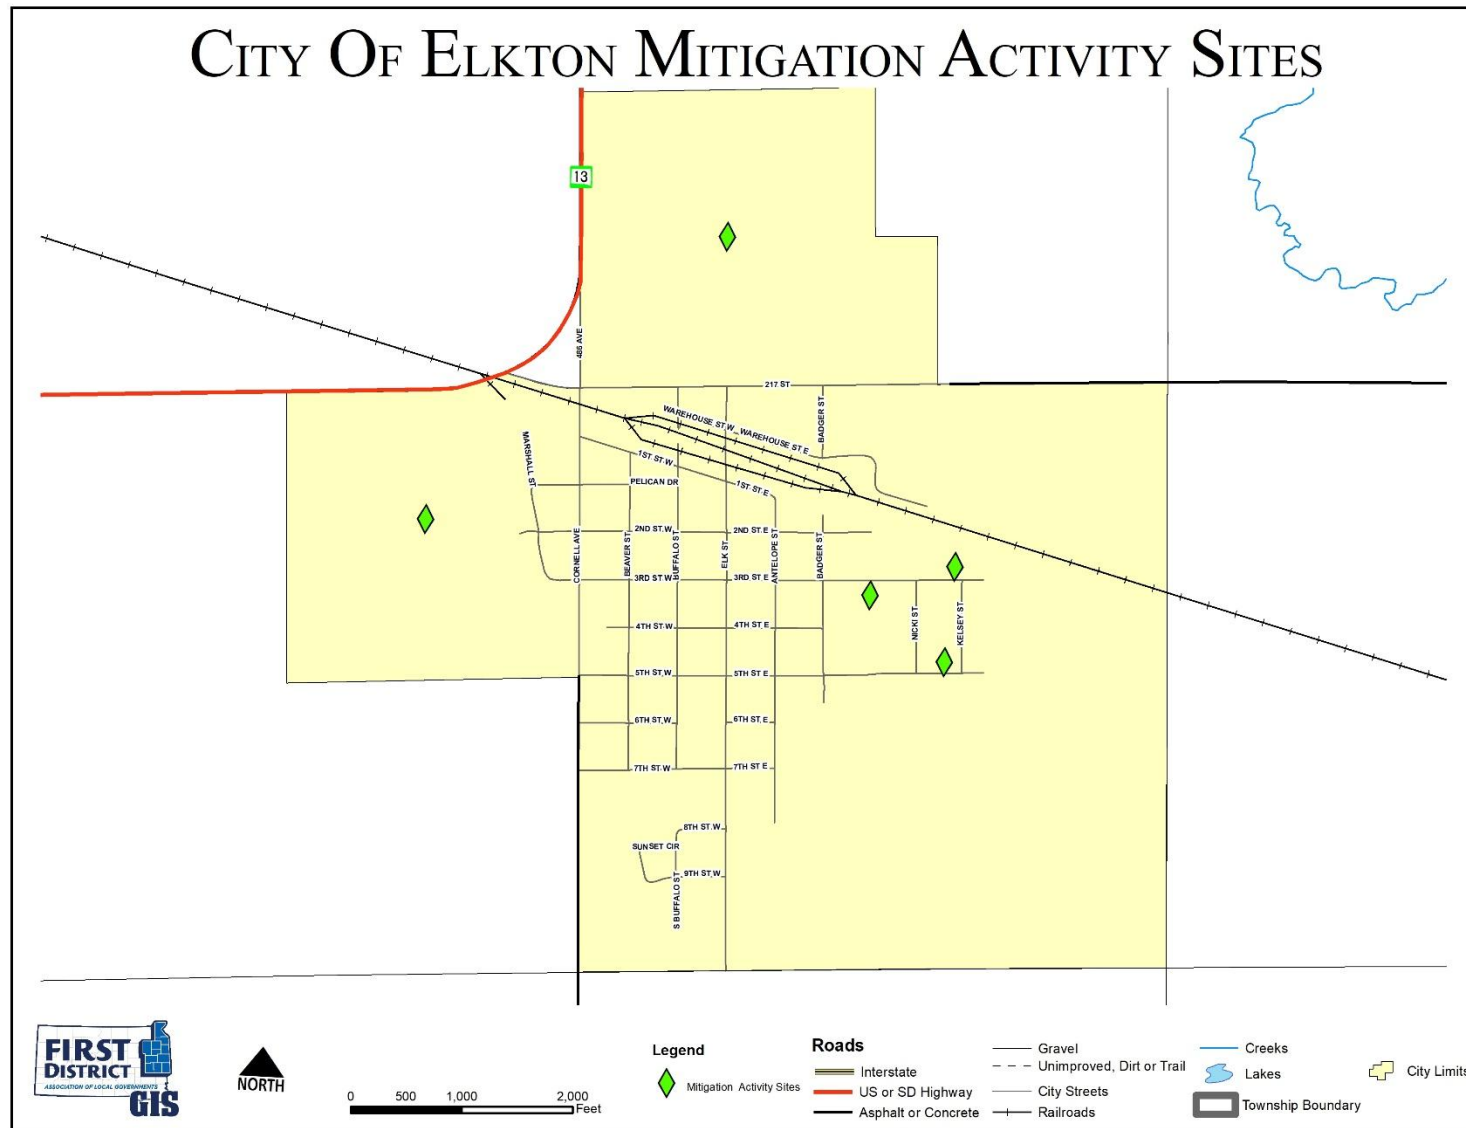 CITY OF ELKTON MITIGATION ACTIVITY SITES
13
486 AVE
217 ST
BADGER ST
WAREHOUSE ST W
WAREHOUSE ST E
MARSHALL ST
1ST ST W
1ST ST E
PELICAN DR
2ND ST W
2ND ST E
CORNELL AVE
BEAVER ST
BUFFALO ST
ELK ST
ANTELOPE ST
BADGER ST
3RD ST W
3RD ST E
4TH ST W
4TH ST E
NICKI ST
KELSEY ST
5TH ST W
5TH ST E
6TH ST W
6TH ST E
7TH ST W
7TH ST E
8TH ST W
SUNSET CIR
9TH ST W
S BUFFALO ST
FIRST
DISTRICT
ASSOCIATION OF LOCAL GOVERNMENTS
GIS
NORTH
0 500 1,000 2,000
Feet
Legend
Mitigation Activity Sites
Roads
Interstate
US or SD Highway
Asphalt or Concrete
Gravel
Unimproved, Dirt or Trail
City Streets
Railroads
Creeks
Lakes
Township Boundary
City Limits